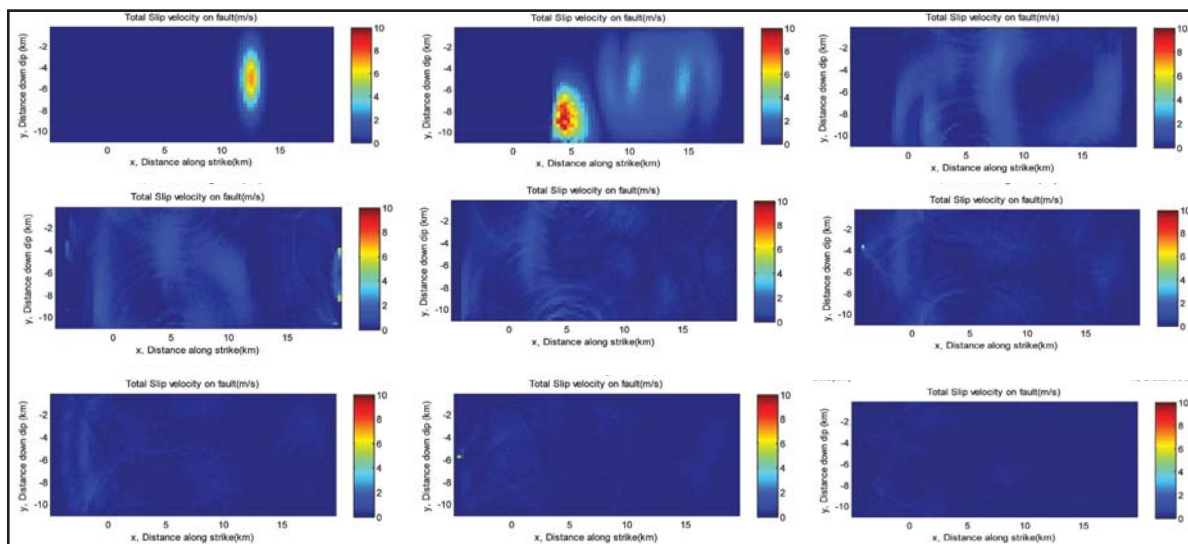 Total Slip velocity on fault(m/s)
y, Distance down dip (km)
-2
-4
-6
-8
-10
0 5 10 15
x, Distance along strike(km)
10
8
6
4
2
0
Total Slip velocity on fault(m/s)
y, Distance down dip (km)
-2
-4
-6
-8
-10
0 5 10 15
x, Distance along strike(km)
10
8
6
4
2
0
Total Slip velocity on fault(m/s)
y, Distance down dip (km)
-2
-4
-6
-8
-10
0 5 10 15
x, Distance along strike(km)
10
8
6
4
2
0
Total Slip velocity on fault(m/s)
y, Distance down dip (km)
-2
-4
-6
-8
-10
0 5 10 15
x, Distance along strike(km)
10
8
6
4
2
0
Total Slip velocity on fault(m/s)
y, Distance down dip (km)
-2
-4
-6
-8
-10
0 5 10 15
x, Distance along strike(km)
10
8
6
4
2
0
Total Slip velocity on fault(m/s)
y, Distance down dip (km)
-2
-4
-6
-8
-10
0 5 10 15
x, Distance along strike(km)
10
8
6
4
2
0
Total Slip velocity on fault(m/s)
y, Distance down dip (km)
-2
-4
-6
-8
-10
0 5 10 15
x, Distance along strike(km)
10
8
6
4
2
0
Total Slip velocity on fault(m/s)
y, Distance down dip (km)
-2
-4
-6
-8
-10
0 5 10 15
x, Distance along strike(km)
10
8
6
4
2
0
Total Slip velocity on fault(m/s)
y, Distance down dip (km)
-2
-4
-6
-8
-10
0 5 10 15
x, Distance along strike(km)
10
8
6
4
2
0